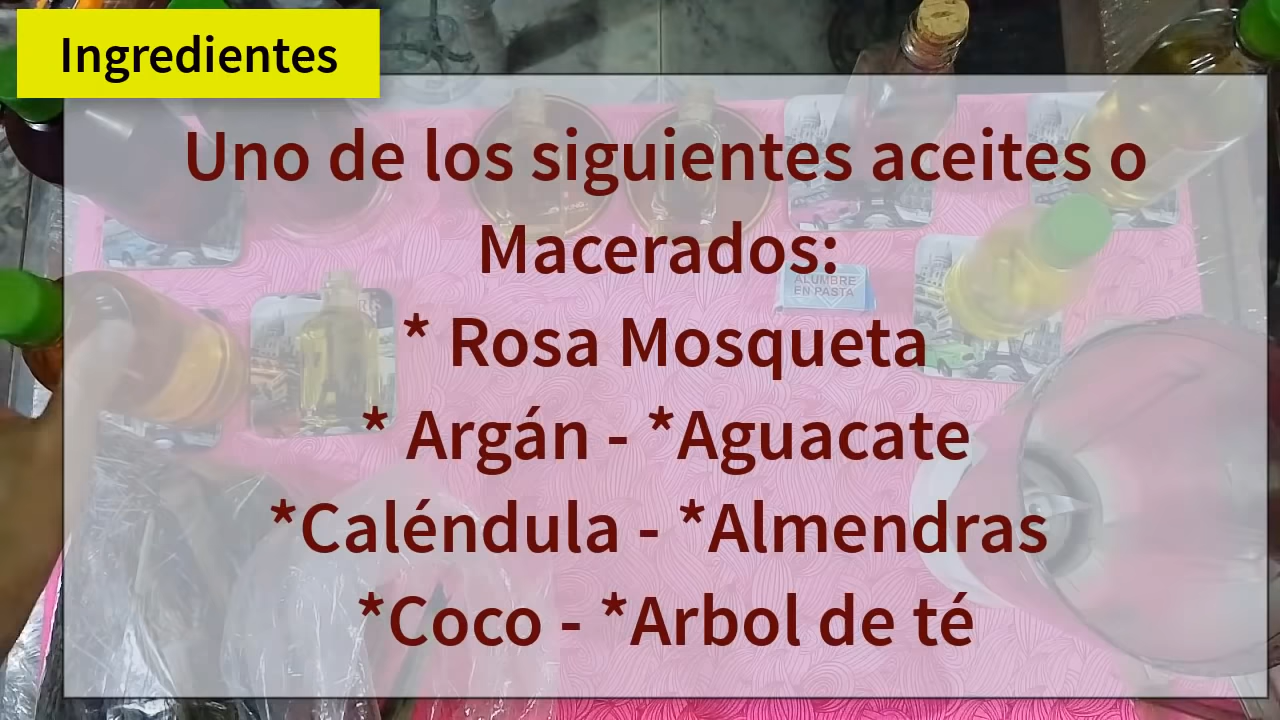 Ingredientes
Uno de los siguientes aceites o
Macerados:
ALUMBRE
EN PASTA
* Rosa Mosqueta
* Argán - *Aguacate
*Caléndula - *Almendras
*Coco - *Arbol de té